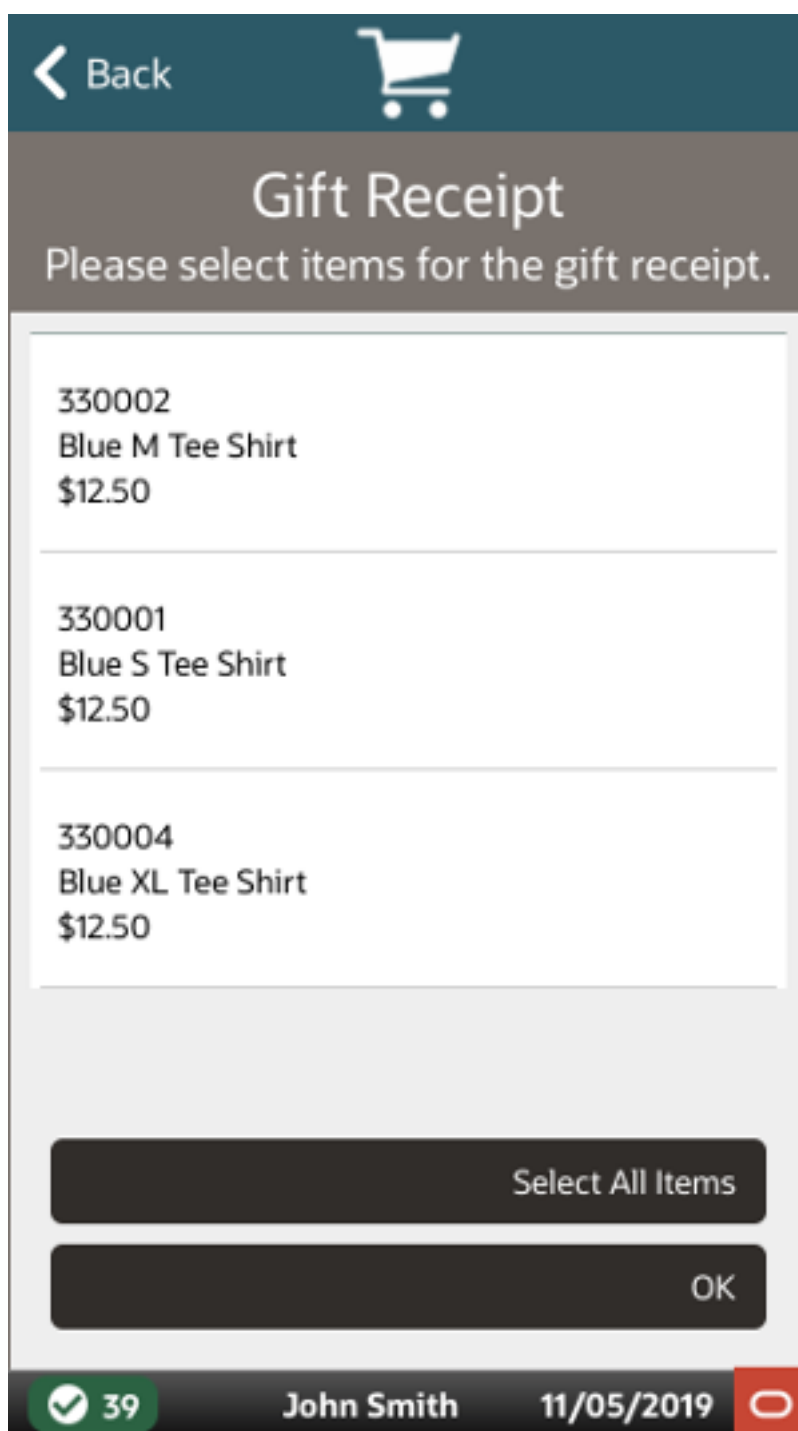 Back
Gift Receipt
Please select items for the gift receipt.
330002
Blue M Tee Shirt
$12.50
330001
Blue S Tee Shirt
$12.50
330004
Blue XL Tee Shirt
$12.50
Select All Items
OK
39 John Smith 11/05/2019